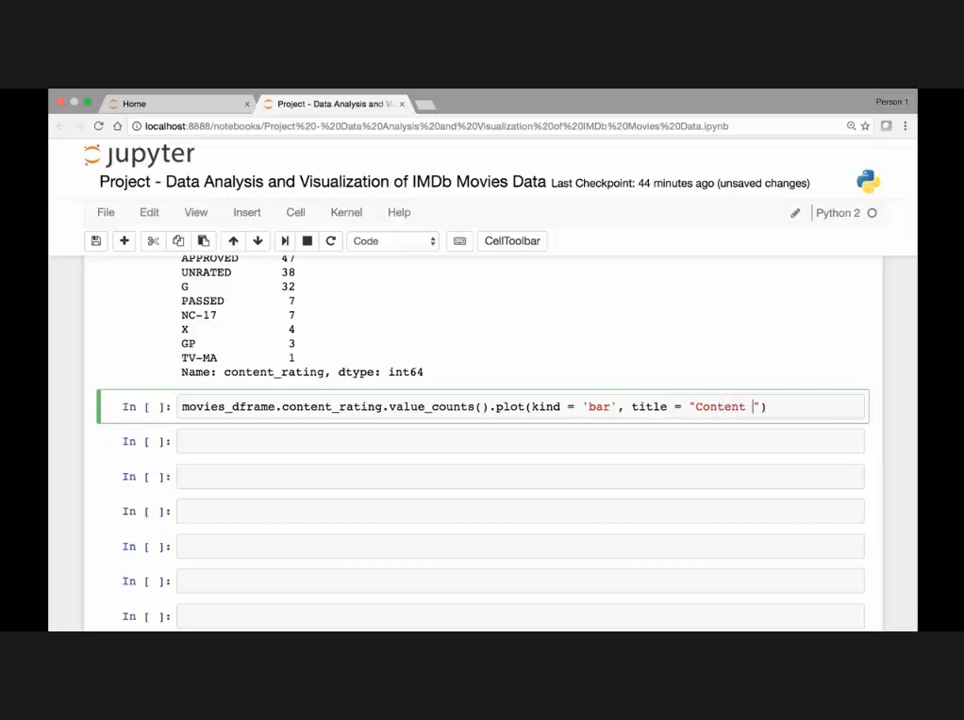 Home
Project - Data Analysis and Vi
Person 1
localhost:8888/notebooks/Project%20-%20Data%20Analysis%20and%20Visualization%20of%20IMDb%20Movies%20Data.ipynb
jupyter
Project - Data Analysis and Visualization of IMDb Movies Data Last Checkpoint: 44 minutes ago (unsaved changes)
File Edit View Insert Cell Kernel Help Python 2
Code CellToolbar
APPROVED 47
UNRATED 38
G 32
PASSED 7
NC-17 7
X 4
GP 3
TV-MA 1
Name: content_rating, dtype: int64
In [ ]: movies_dframe.content_rating.value_counts().plot(kind = 'bar', title = "Content ")
In [ ]:
In [ ]:
In [ ]:
In [ ]:
In [ ]:
In [ ]: